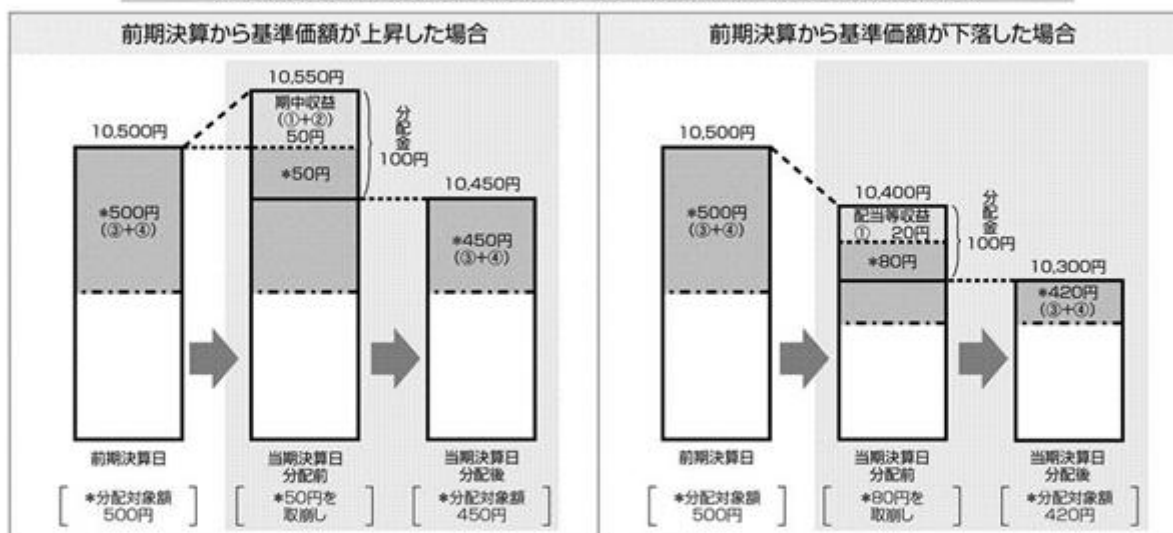 前期決算から基準価額が上昇した場合
10,500円
*500円
(③+④)
前期決算日
*分配対象額
500円
10,550円
期中収益
(①+②)
50円
*50円
分配金
100円
当期決算日
分配前
*50円を
取崩し
10,450円
*450円
(③+④)
当期決算日
分配後
*分配対象額
450円
前期決算から基準価額が下落した場合
10,500円
*500円
(③+④)
前期決算日
*分配対象額
500円
10,400円
配当等収益
① 20円
*80円
分配金
100円
当期決算日
分配前
*80円を
取崩し
10,300円
*420円
(③+④)
当期決算日
分配後
*分配対象額
420円